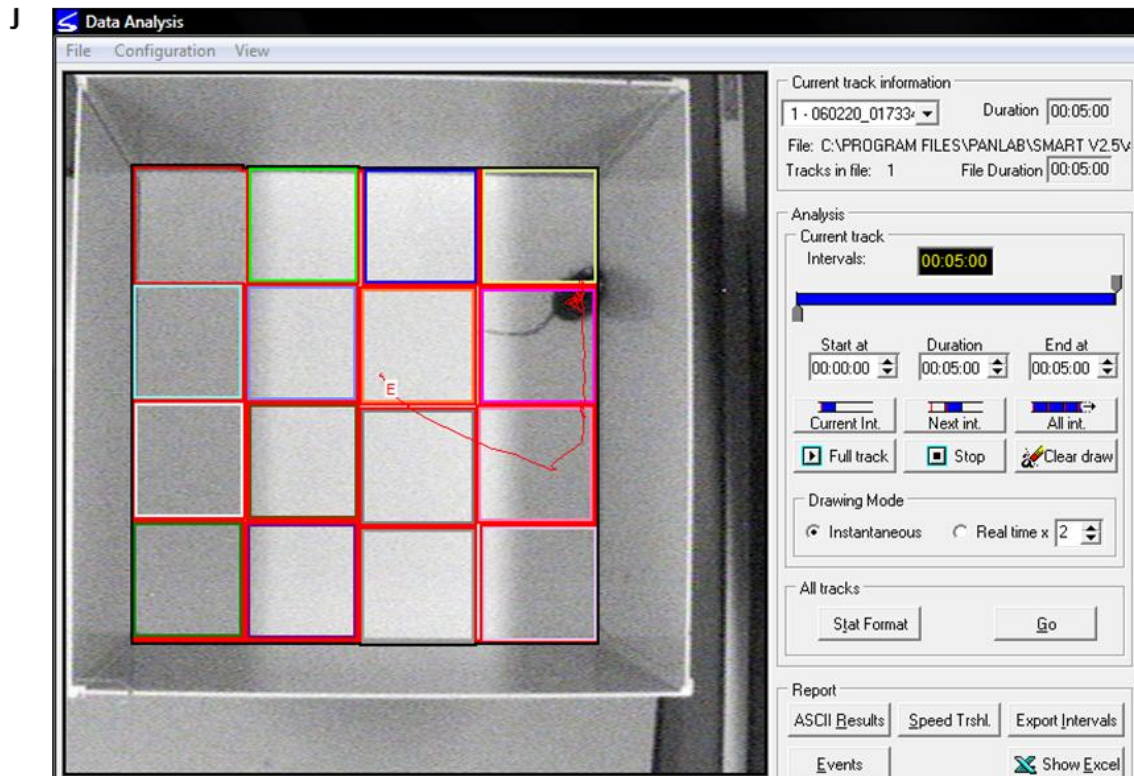 J
Data Analysis
File Configuration View
E
Current track information
1 - 060220_01733 Duration 00:05:00
File: C:\PROGRAM FILES\PANLAB\SMART V2.5\
Tracks in file: 1 File Duration 00:05:00
Analysis
Current track
Intervals: 00:05:00
Start at Duration End at
00:00:00 00:05:00 00:05:00
Current Int. Next int. All int.
Full track Stop Clear draw
Drawing Mode
Instantaneous Real time x 2
All tracks
Stat Format Go
Report
ASCII Results Speed Trshl. Export Intervals
Events Show Excel